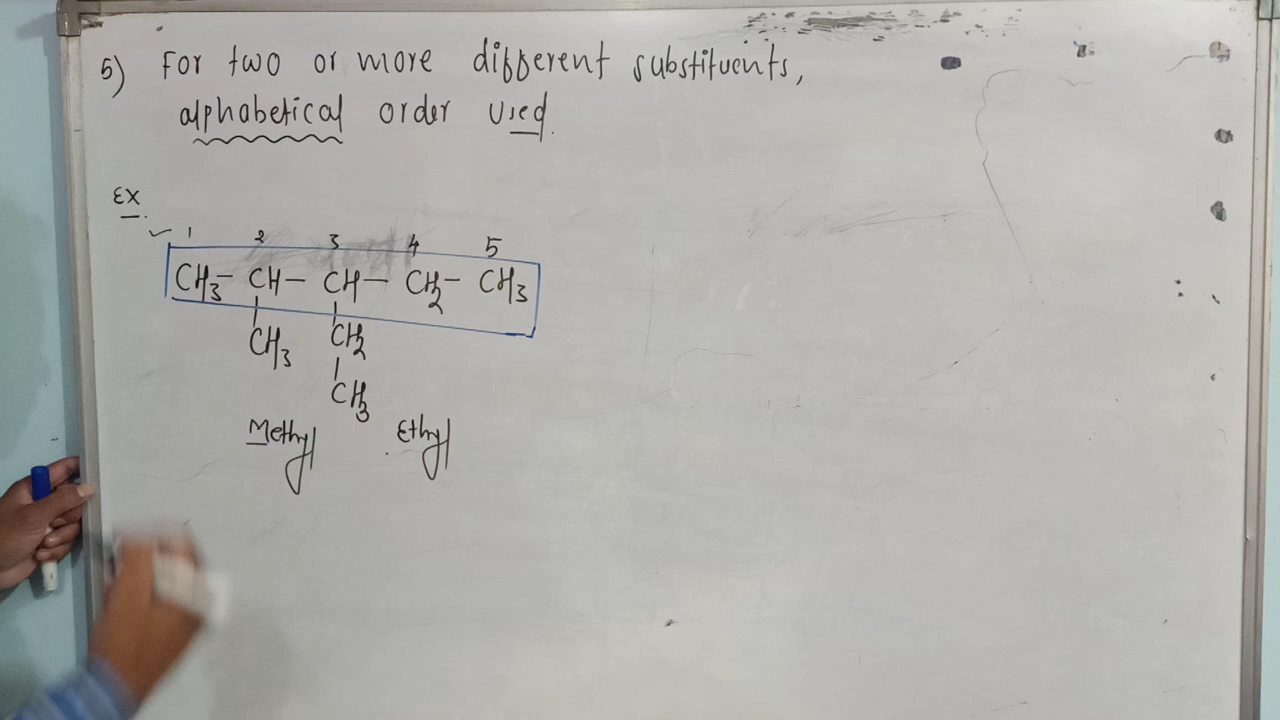 5) For two or more different substituents,
alphabetical order used.
Ex.
1 2 3 4 5
CH3- CH- CH- CH2- CH3
CH3 CH2
CH3
Methyl Ethyl